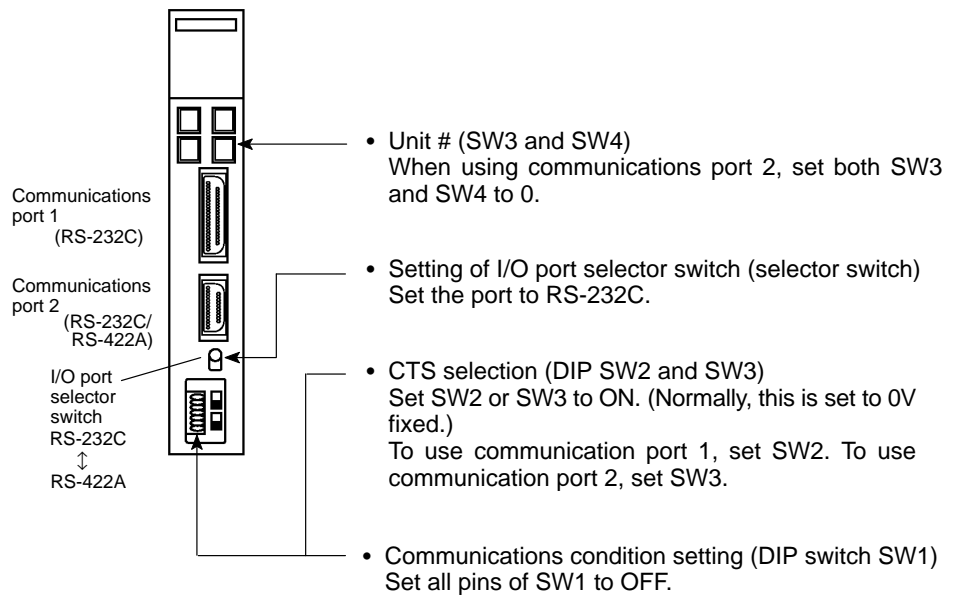 Communications
port 1
(RS-232C)
Communications
port 2
(RS-232C/
RS-422A)
I/O port
selector
switch
RS-232C
↕
RS-422A
• Unit # (SW3 and SW4)
When using communications port 2, set both SW3
and SW4 to 0.
• Setting of I/O port selector switch (selector switch)
Set the port to RS-232C.
• CTS selection (DIP SW2 and SW3)
Set SW2 or SW3 to ON. (Normally, this is set to 0V
fixed.)
To use communication port 1, set SW2. To use
communication port 2, set SW3.
• Communications condition setting (DIP switch SW1)
Set all pins of SW1 to OFF.